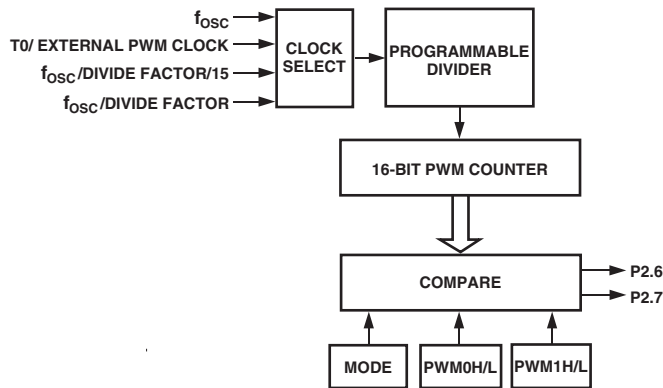 fOSC
T0/ EXTERNAL PWM CLOCK
fOSC/DIVIDE FACTOR/15
fOSC/DIVIDE FACTOR
CLOCK
SELECT
PROGRAMMABLE
DIVIDER
16-BIT PWM COUNTER
COMPARE
P2.6
P2.7
MODE
PWM0H/L
PWM1H/L